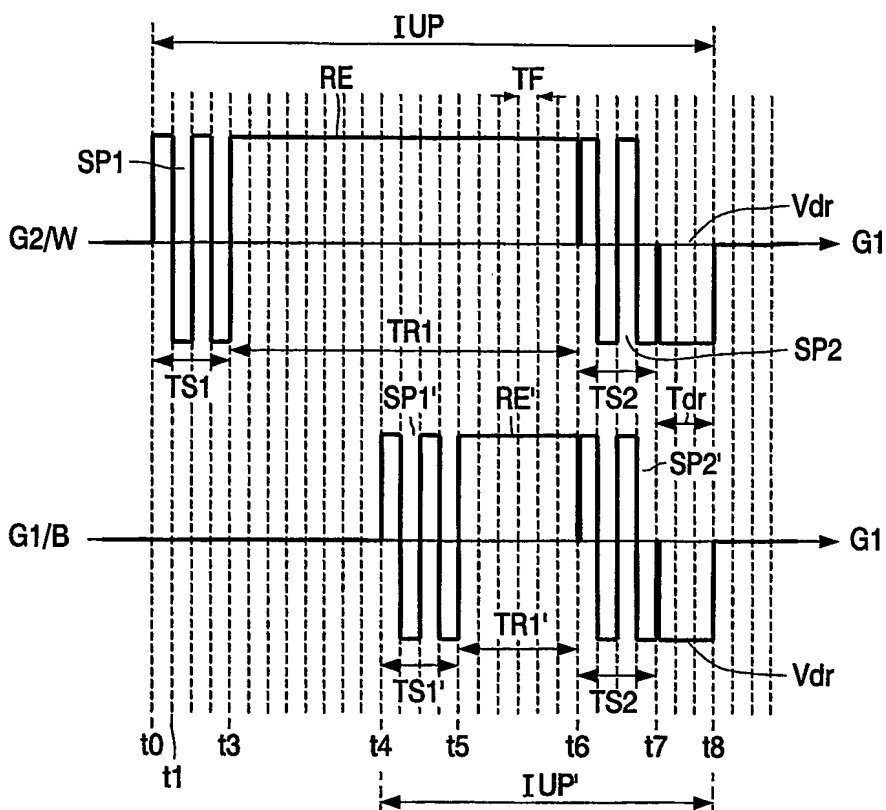 IUP
RE
TF
SP1
Vdr
G2/W
G1
TR1
SP2
TS1
TS2
SP1'
RE'
Tdr
SP2'
G1/B
G1
TR1'
Vdr
TS1'
TS2
t0
t1
t3
t4
t5
t6
t7
t8
IUP'